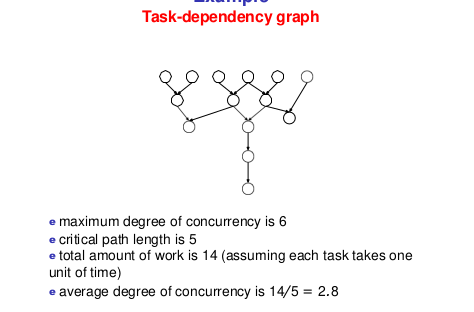 Example
Task-dependency graph
e maximum degree of concurrency is 6
e critical path length is 5
e total amount of work is 14 (assuming each task takes one
unit of time)
e average degree of concurrency is 14/5 = 2.8